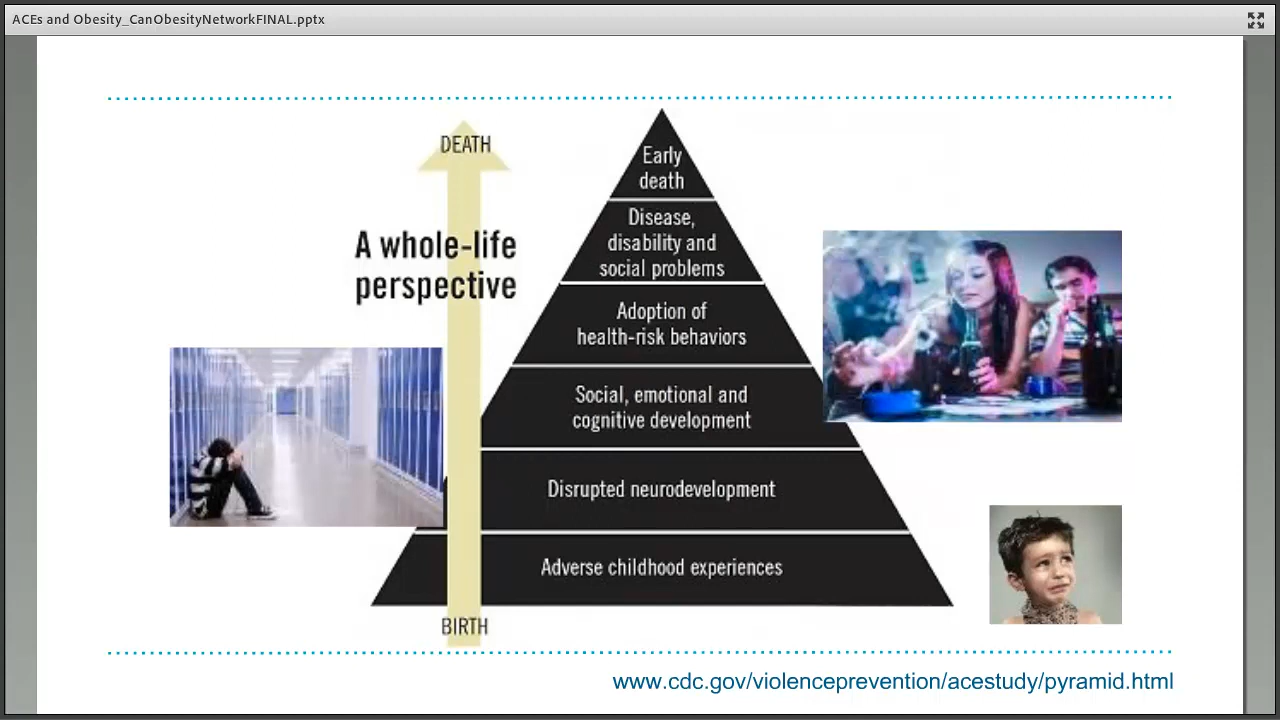 ACEs and Obesity_CanObesityNetworkFINAL.pptx
DEATH
A whole-life
perspective
BIRTH
Early
death
Disease,
disability and
social problems
Adoption of
health-risk behaviors
Social, emotional and
cognitive development
Disrupted neurodevelopment
Adverse childhood experiences
www.cdc.gov/violenceprevention/acestudy/pyramid.html